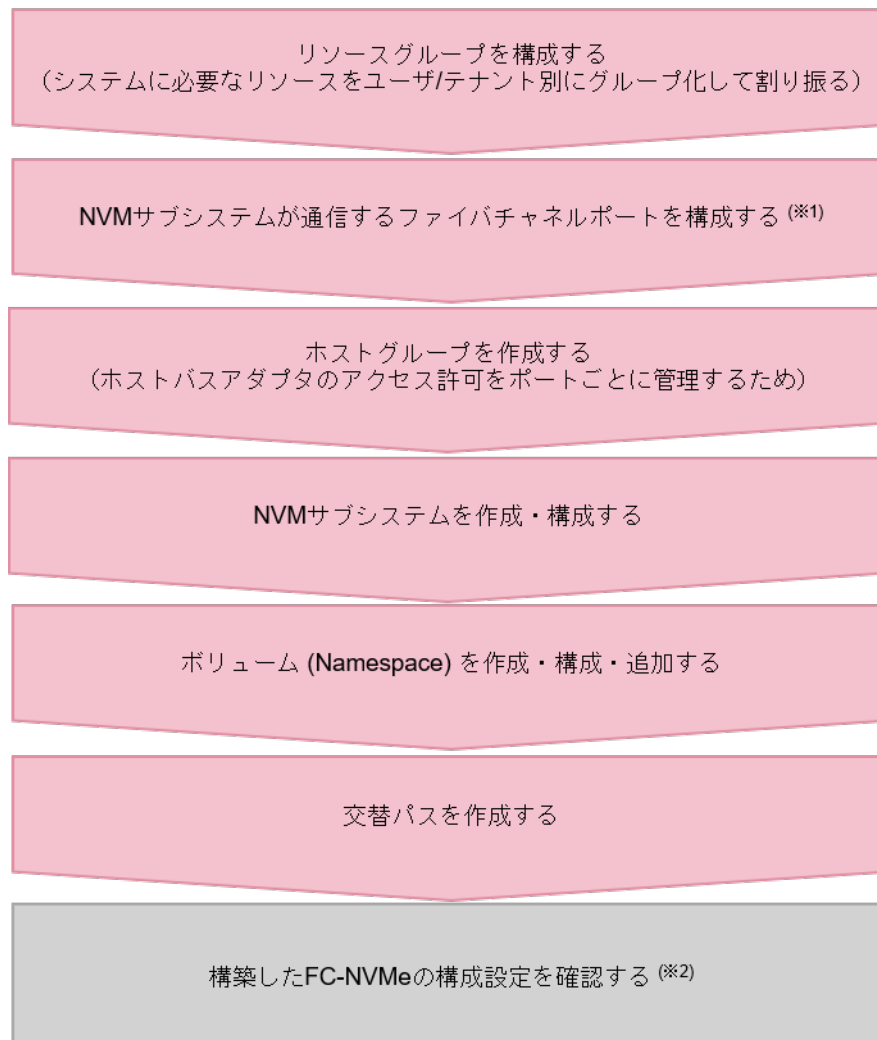 リソースグループを構成する
(システムに必要なリソースをユーザ/テナント別にグループ化して割り振る)
NVMサブシステムが通信するファイバチャネルポートを構成する (※1)
ホストグループを作成する
(ホストバスアダプタのアクセス許可をポートごとに管理するため)
NVMサブシステムを作成・構成する
ボリューム (Namespace) を作成・構成・追加する
交替パスを作成する
構築したFC-NVMeの構成設定を確認する (※2)